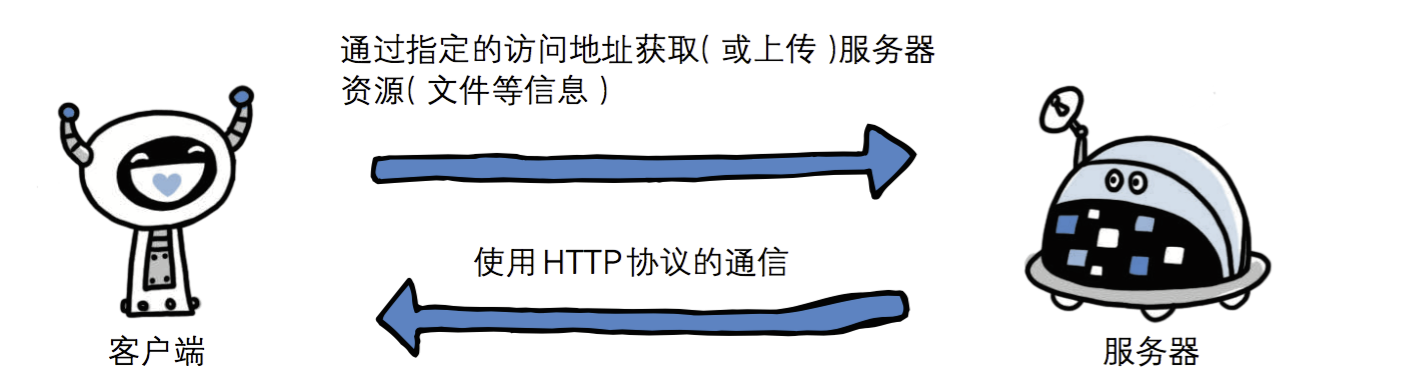 通过指定的访问地址获取( 或上传 )服务器
资源( 文件等信息 )
使用HTTP协议的通信
客户端
服务器